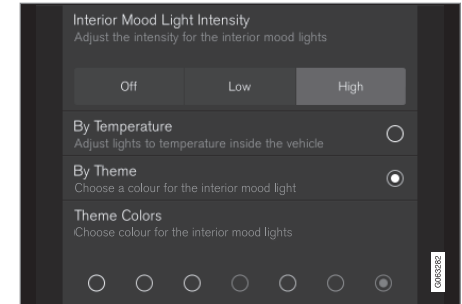 Interior Mood Light Intensity
Adjust the intensity for the interior mood lights
Off Low High
By Temperature
Adjust lights to temperature inside the vehicle
By Theme
Choose a colour for the interior mood light
Theme Colors
Choose colour for the interior mood lights
G063282